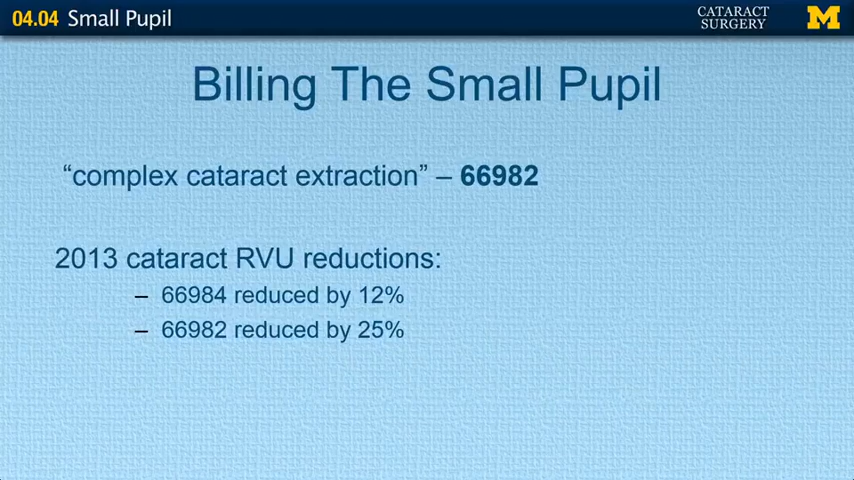 04.04 Small Pupil
CATARACT
SURGERY
M
Billing The Small Pupil
“complex cataract extraction” – 66982
2013 cataract RVU reductions:
– 66984 reduced by 12%
– 66982 reduced by 25%